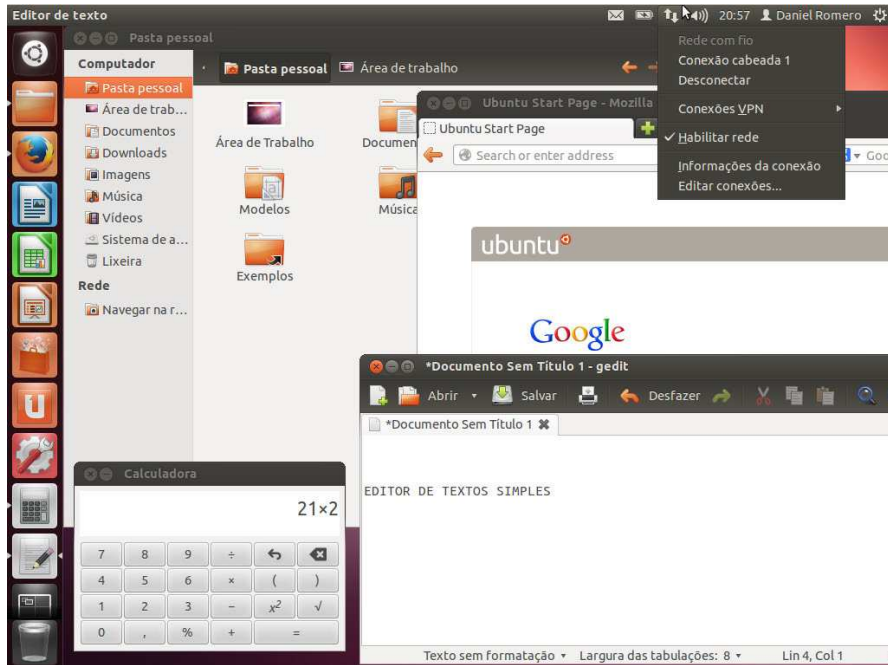 Editor de texto
20:57 Daniel Romero
Pasta pessoal
Computador
Pasta pessoal
Área de trab...
Documentos
Downloads
Imagens
Música
Vídeos
Sistema de a...
Lixeira
Rede
Navegar na r...
Pasta pessoal Área de trabalho
Área de Trabalho
Documen
Modelos
Música
Exemplos
Rede com fio
Conexão cabeada 1
Desconectar
Conexões VPN
Habilitar rede
Informações da conexão
Editar conexões...
Ubuntu Start Page - Mozilla
Ubuntu Start Page
Search or enter address
Goo
ubuntu
Google
*Documento Sem Título 1 - gedit
Abrir Salvar Desfazer
*Documento Sem Título 1
EDITOR DE TEXTOS SIMPLES
Texto sem formatação Largura das tabulações: 8 Lin 4, Col 1
Calculadora
21×2
7 8 9 ÷
4 5 6 × ( )
1 2 3 − x² √
0 , % + =